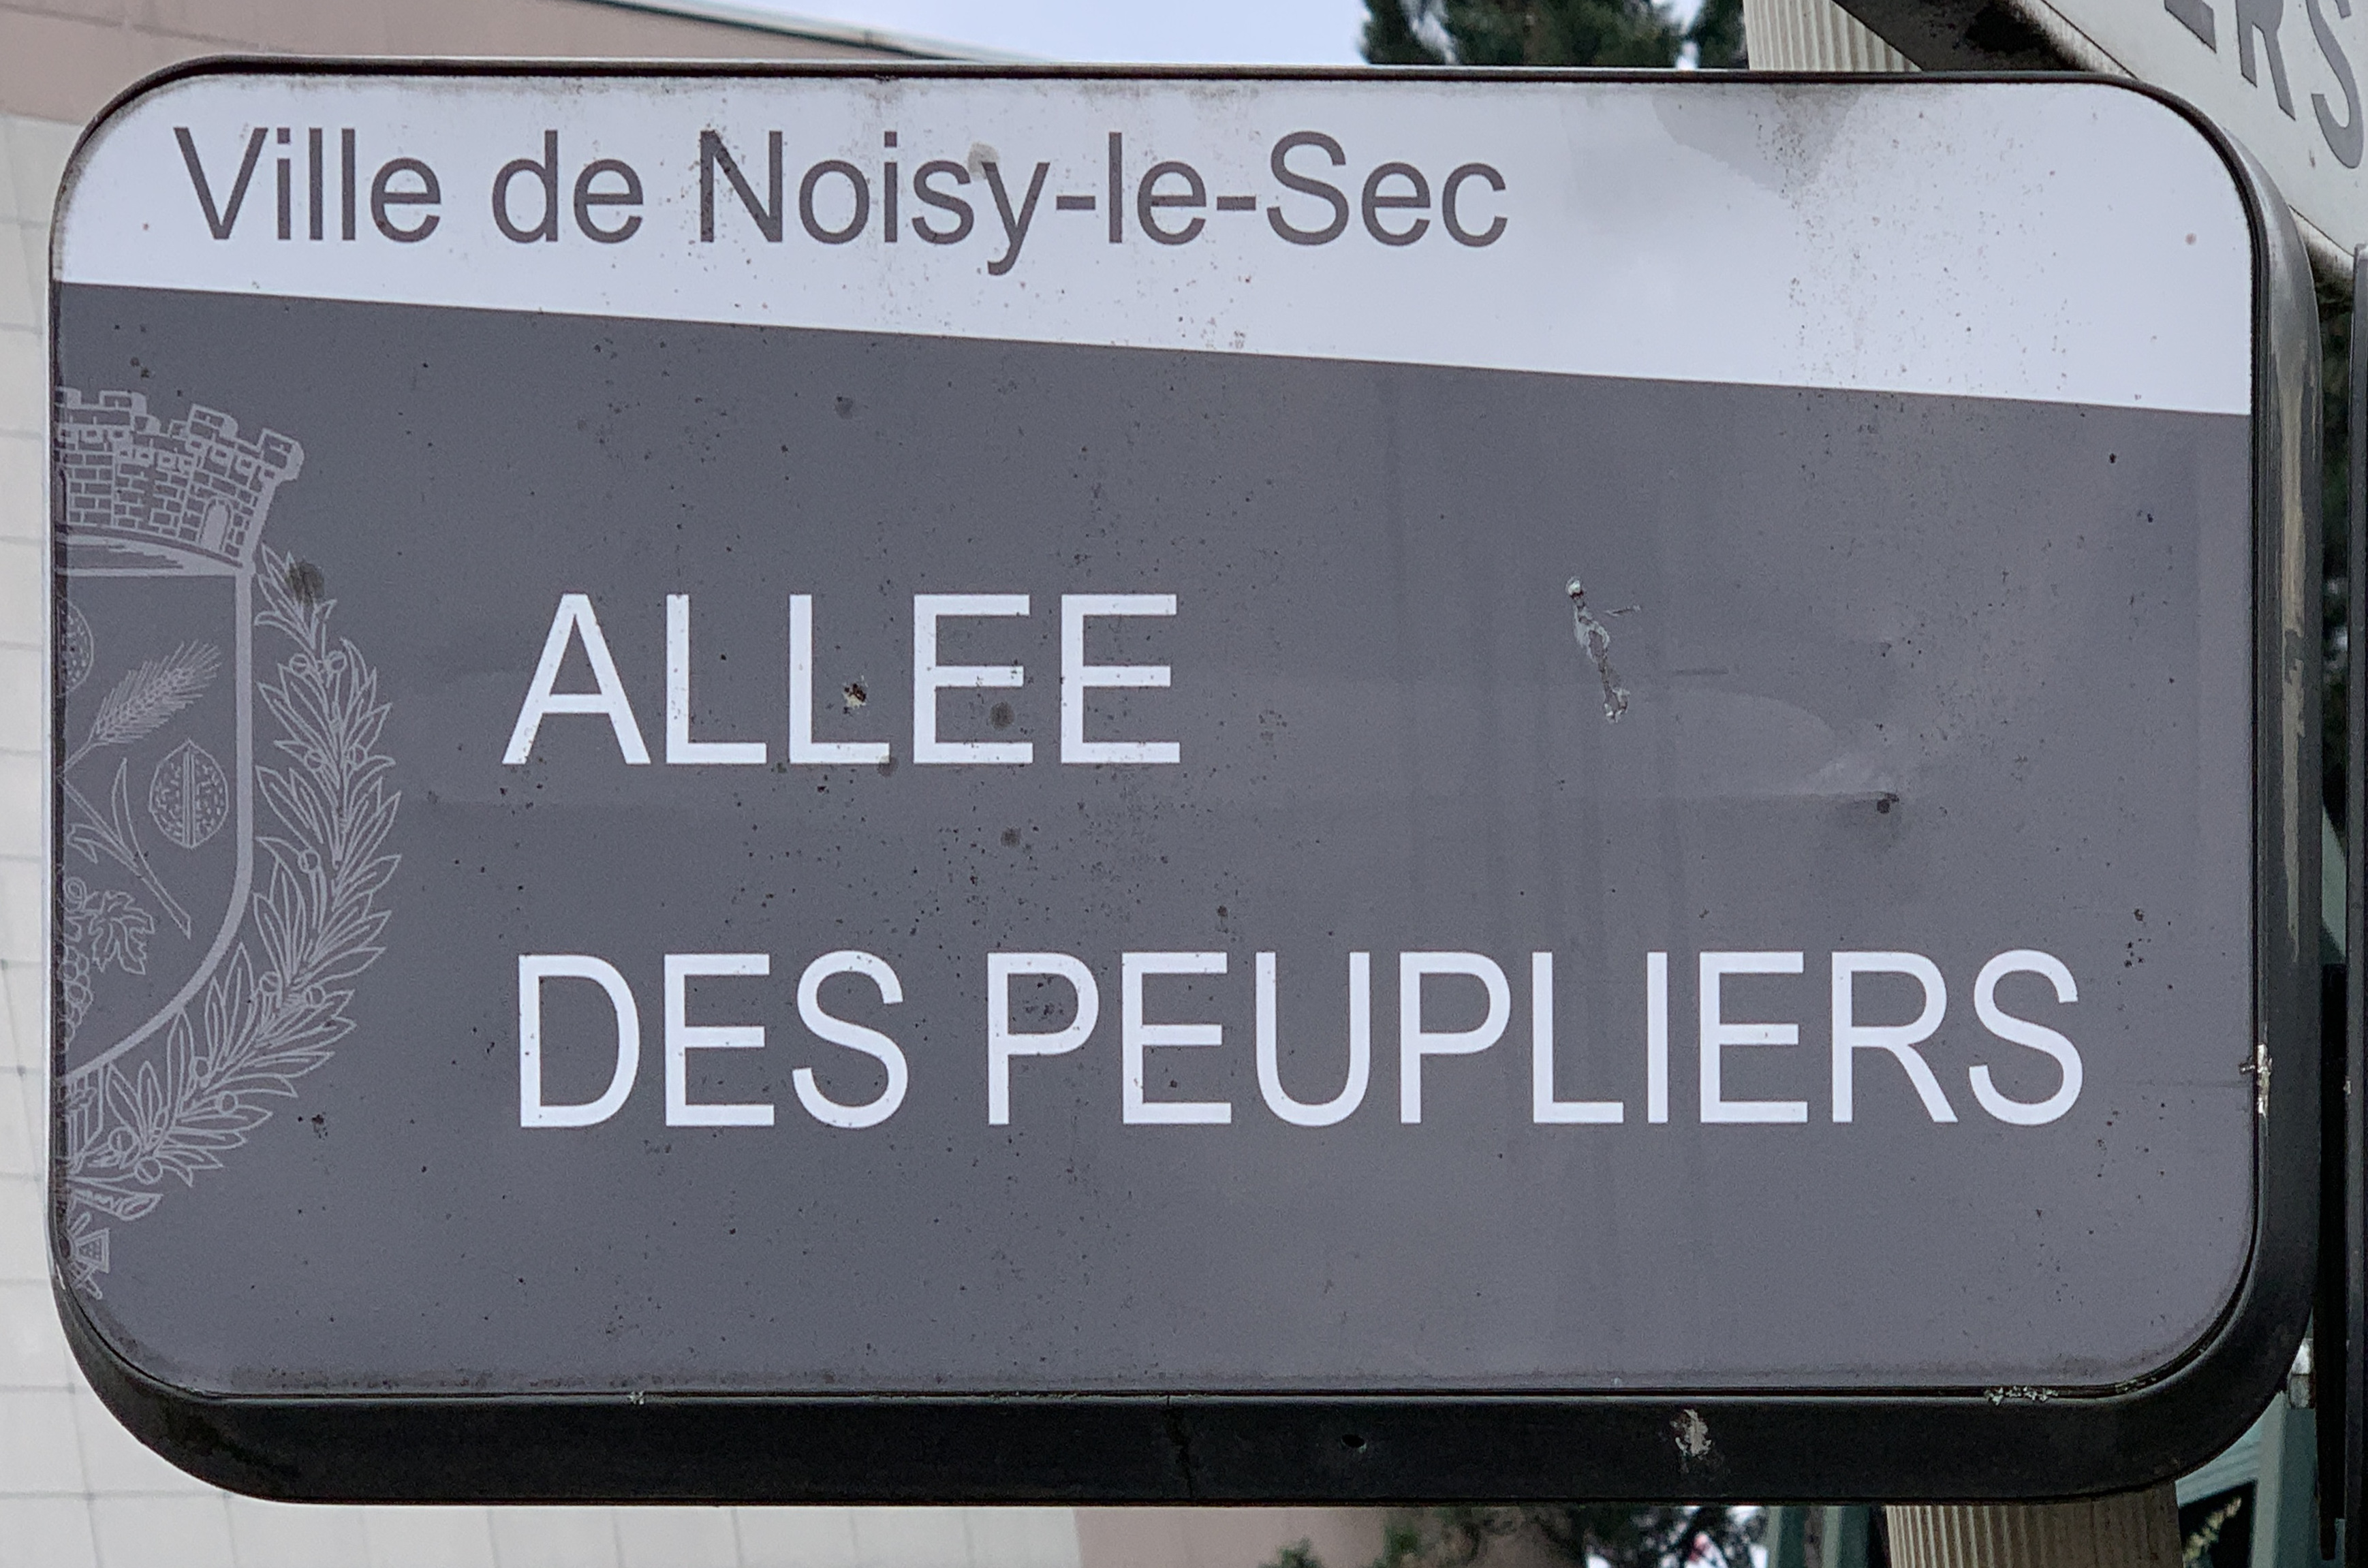 Ville de Noisy-le-Sec
ALLEE
DES PEUPLIERS